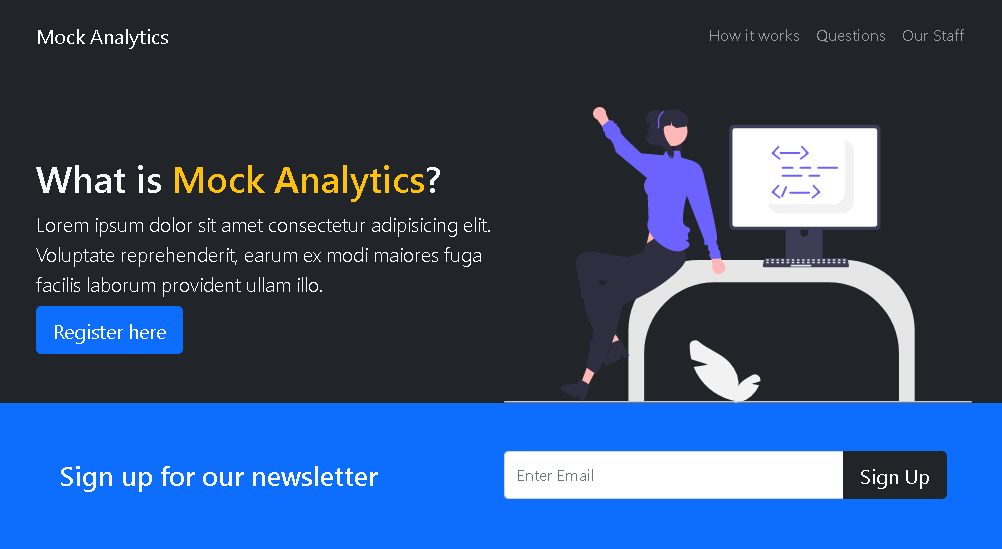 Mock Analytics
How it works Questions Our Staff
What is Mock Analytics?
Lorem ipsum dolor sit amet consectetur adipisicing elit.
Voluptate reprehenderit, earum ex modi maiores fuga
facilis laborum provident ullam illo.
Register here
Sign up for our newsletter
Enter Email
Sign Up